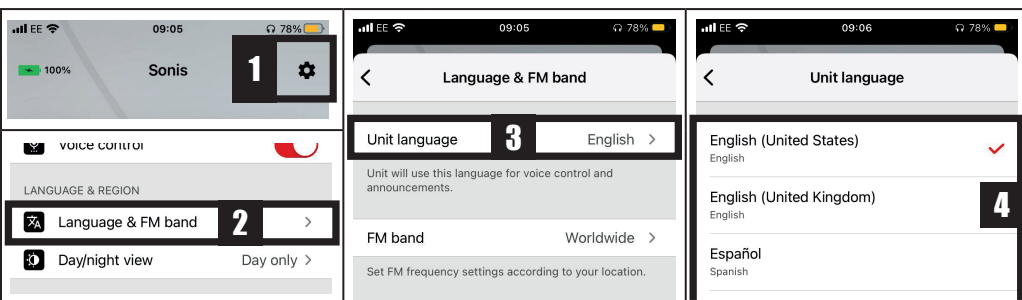 EE 09:05 78%
100% Sonis 1
Voice control
LANGUAGE & REGION
Language & FM band 2
Day/night view Day only
EE 09:05 78%
Language & FM band
Unit language 3 English
Unit will use this language for voice control and
announcements.
FM band Worldwide
Set FM frequency settings according to your location.
EE 09:06 78%
Unit language
English (United States)
English
English (United Kingdom)
English
4
Español
Spanish